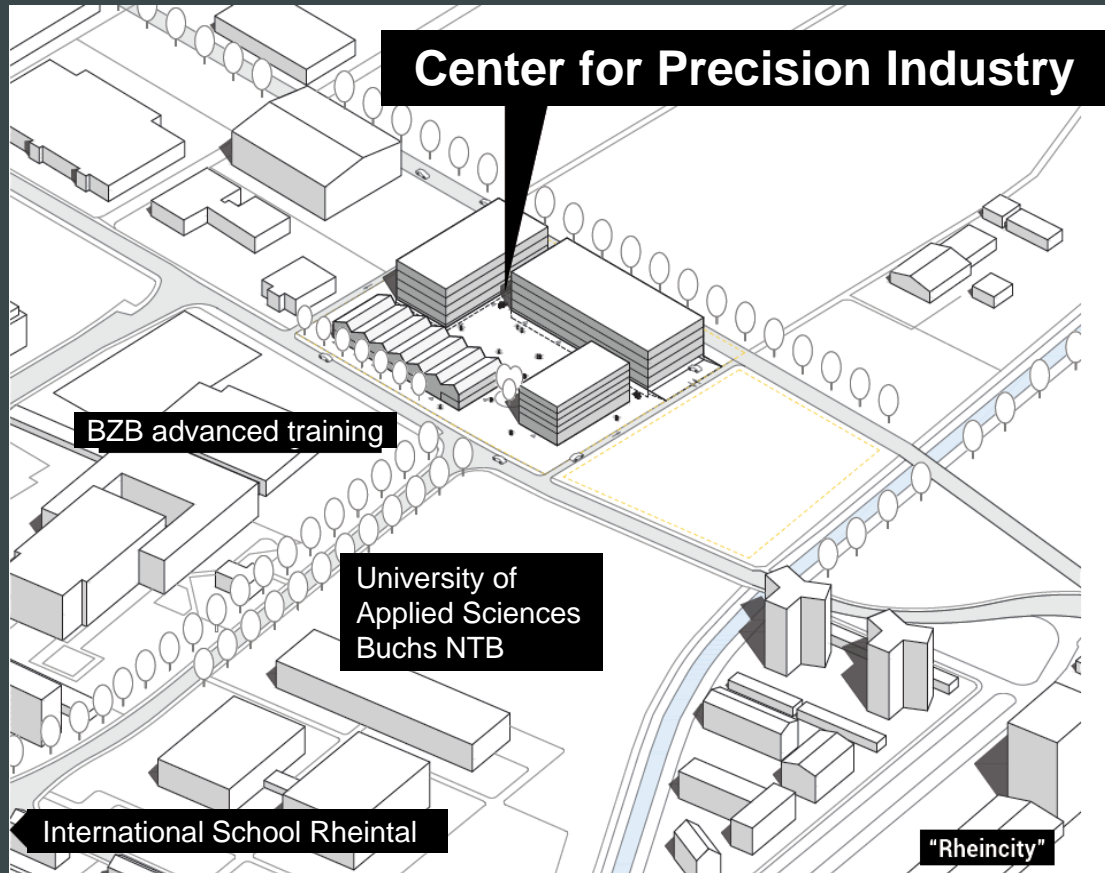 Center for Precision Industry
BZB advanced training
University of
Applied Sciences
Buchs NTB
International School Rheintal
“Rheincity”